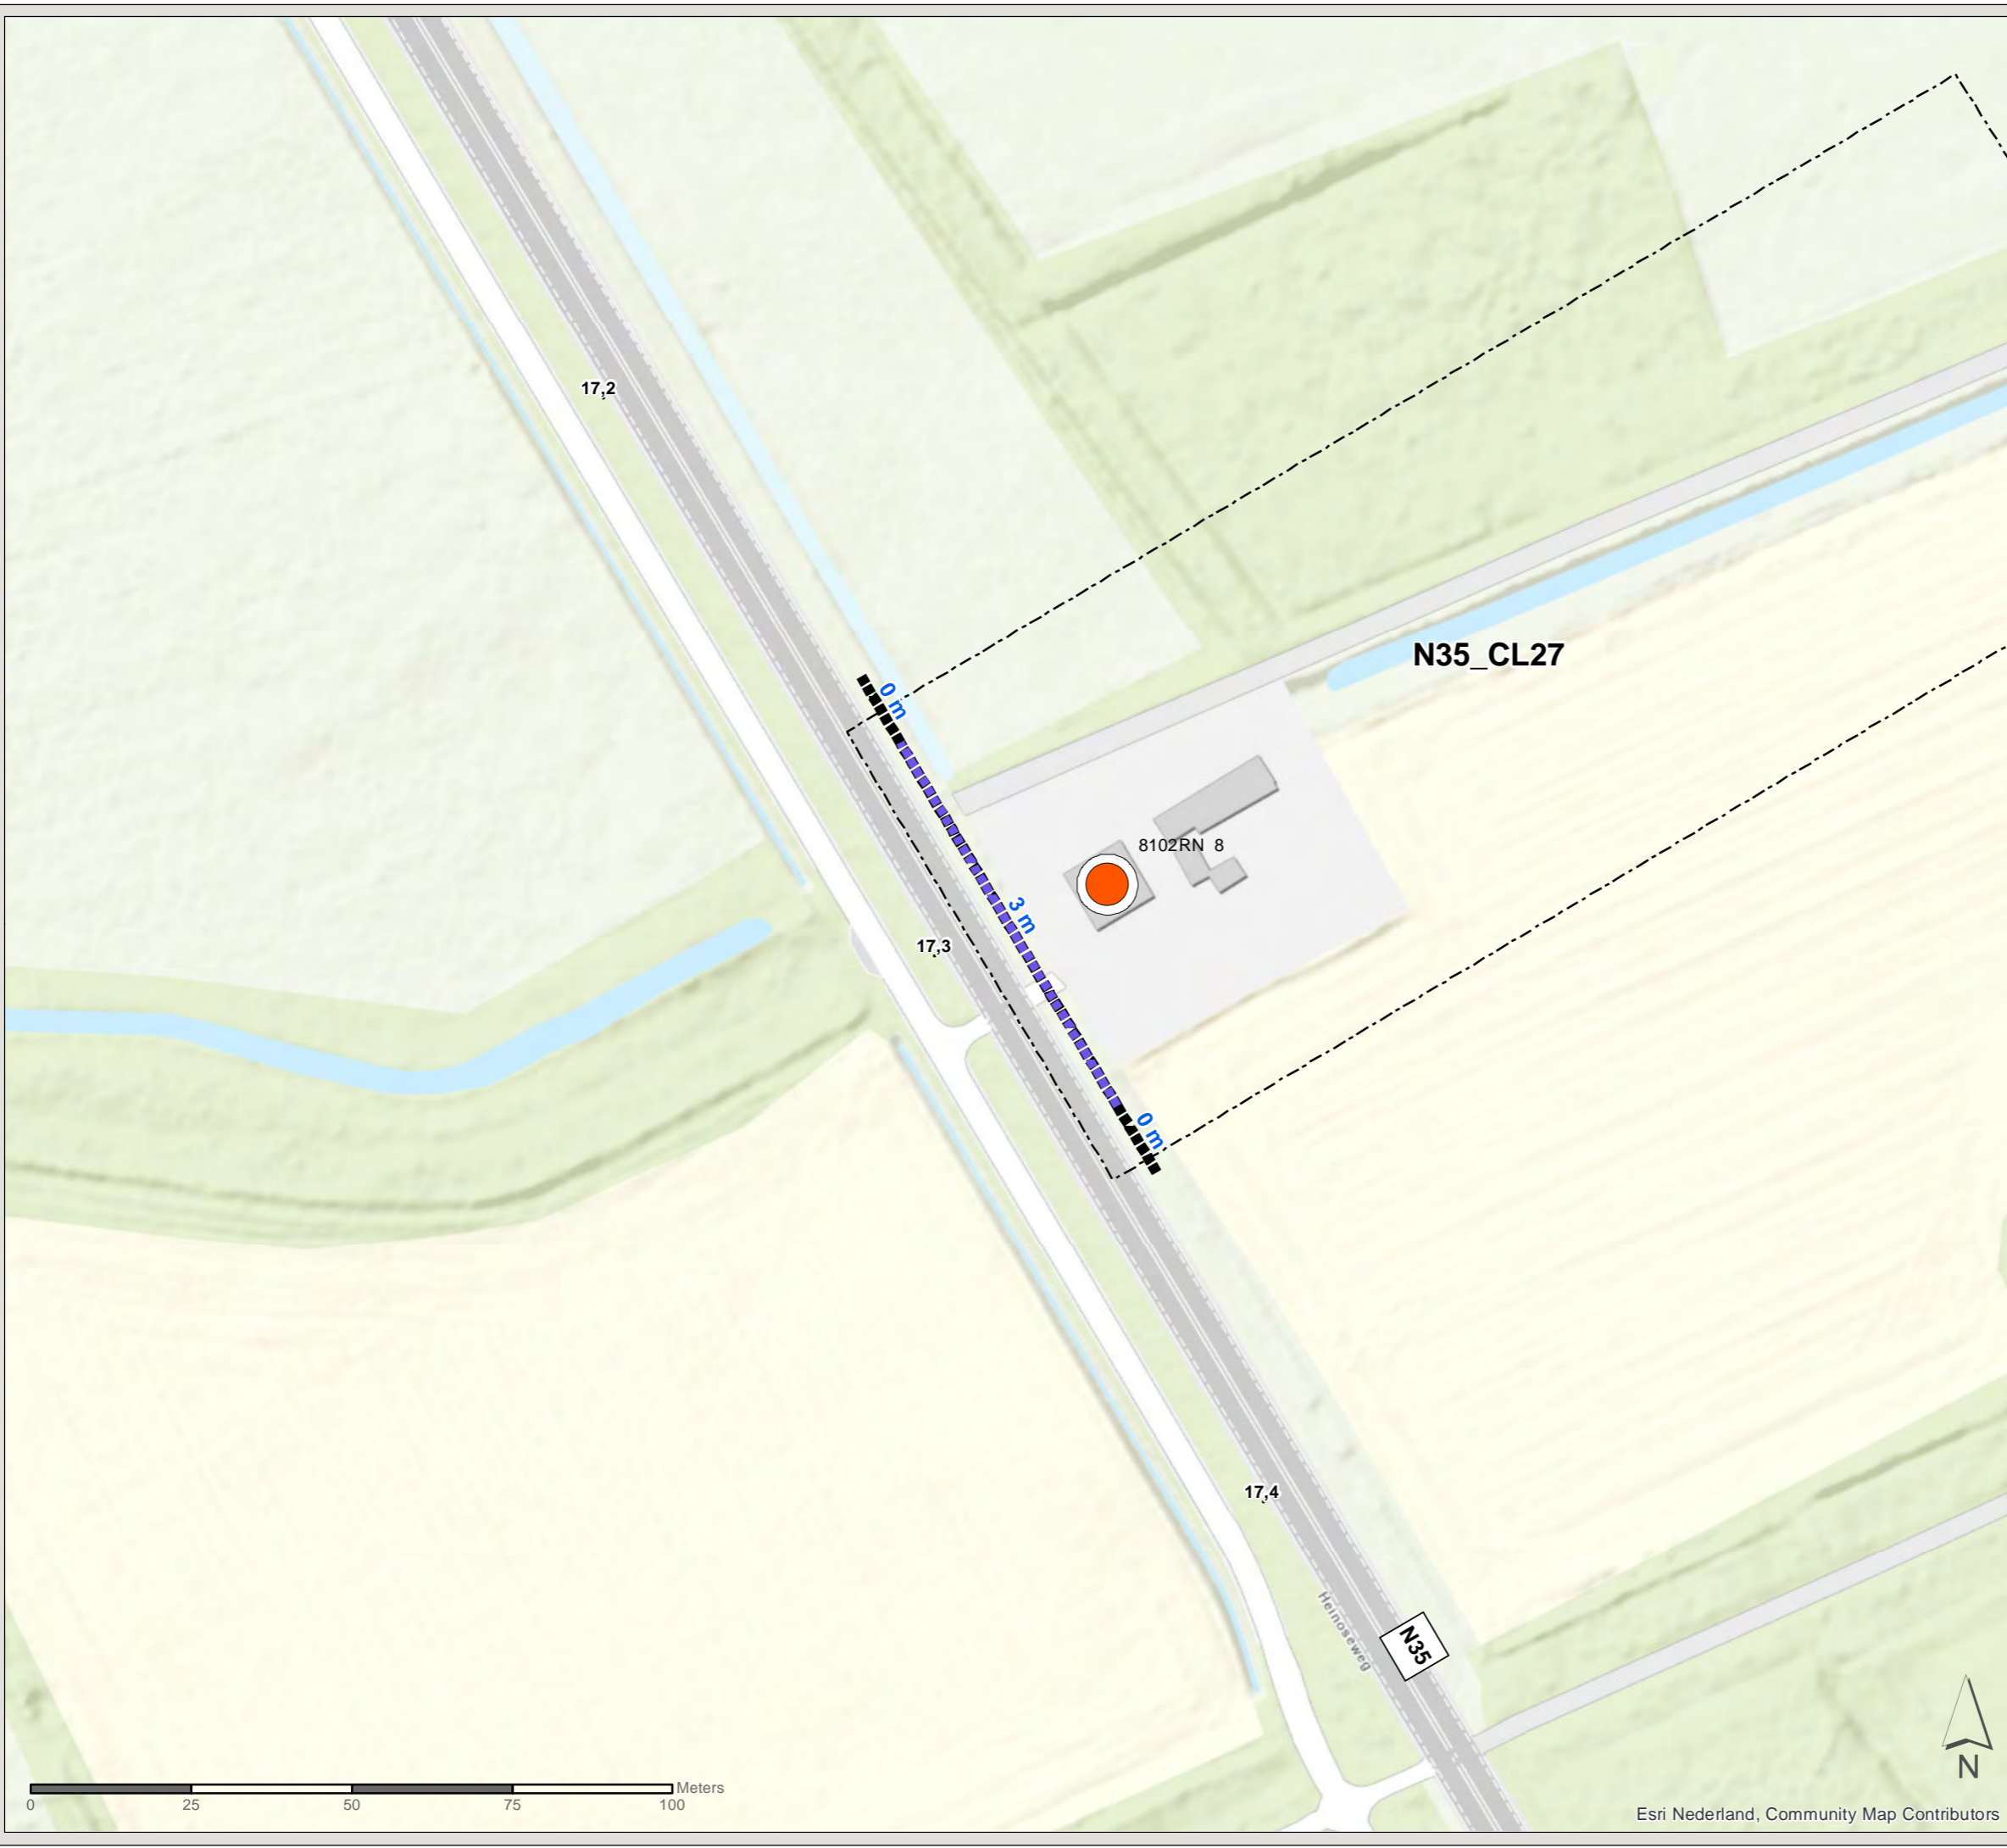 17,2
N35_CL27
0 m
8102RN 8
3 m
17,3
0 m
17,4
Heinoseweg
N35
N
Meters
0 25 50 75 100
Esri Nederland, Community Map Contributors